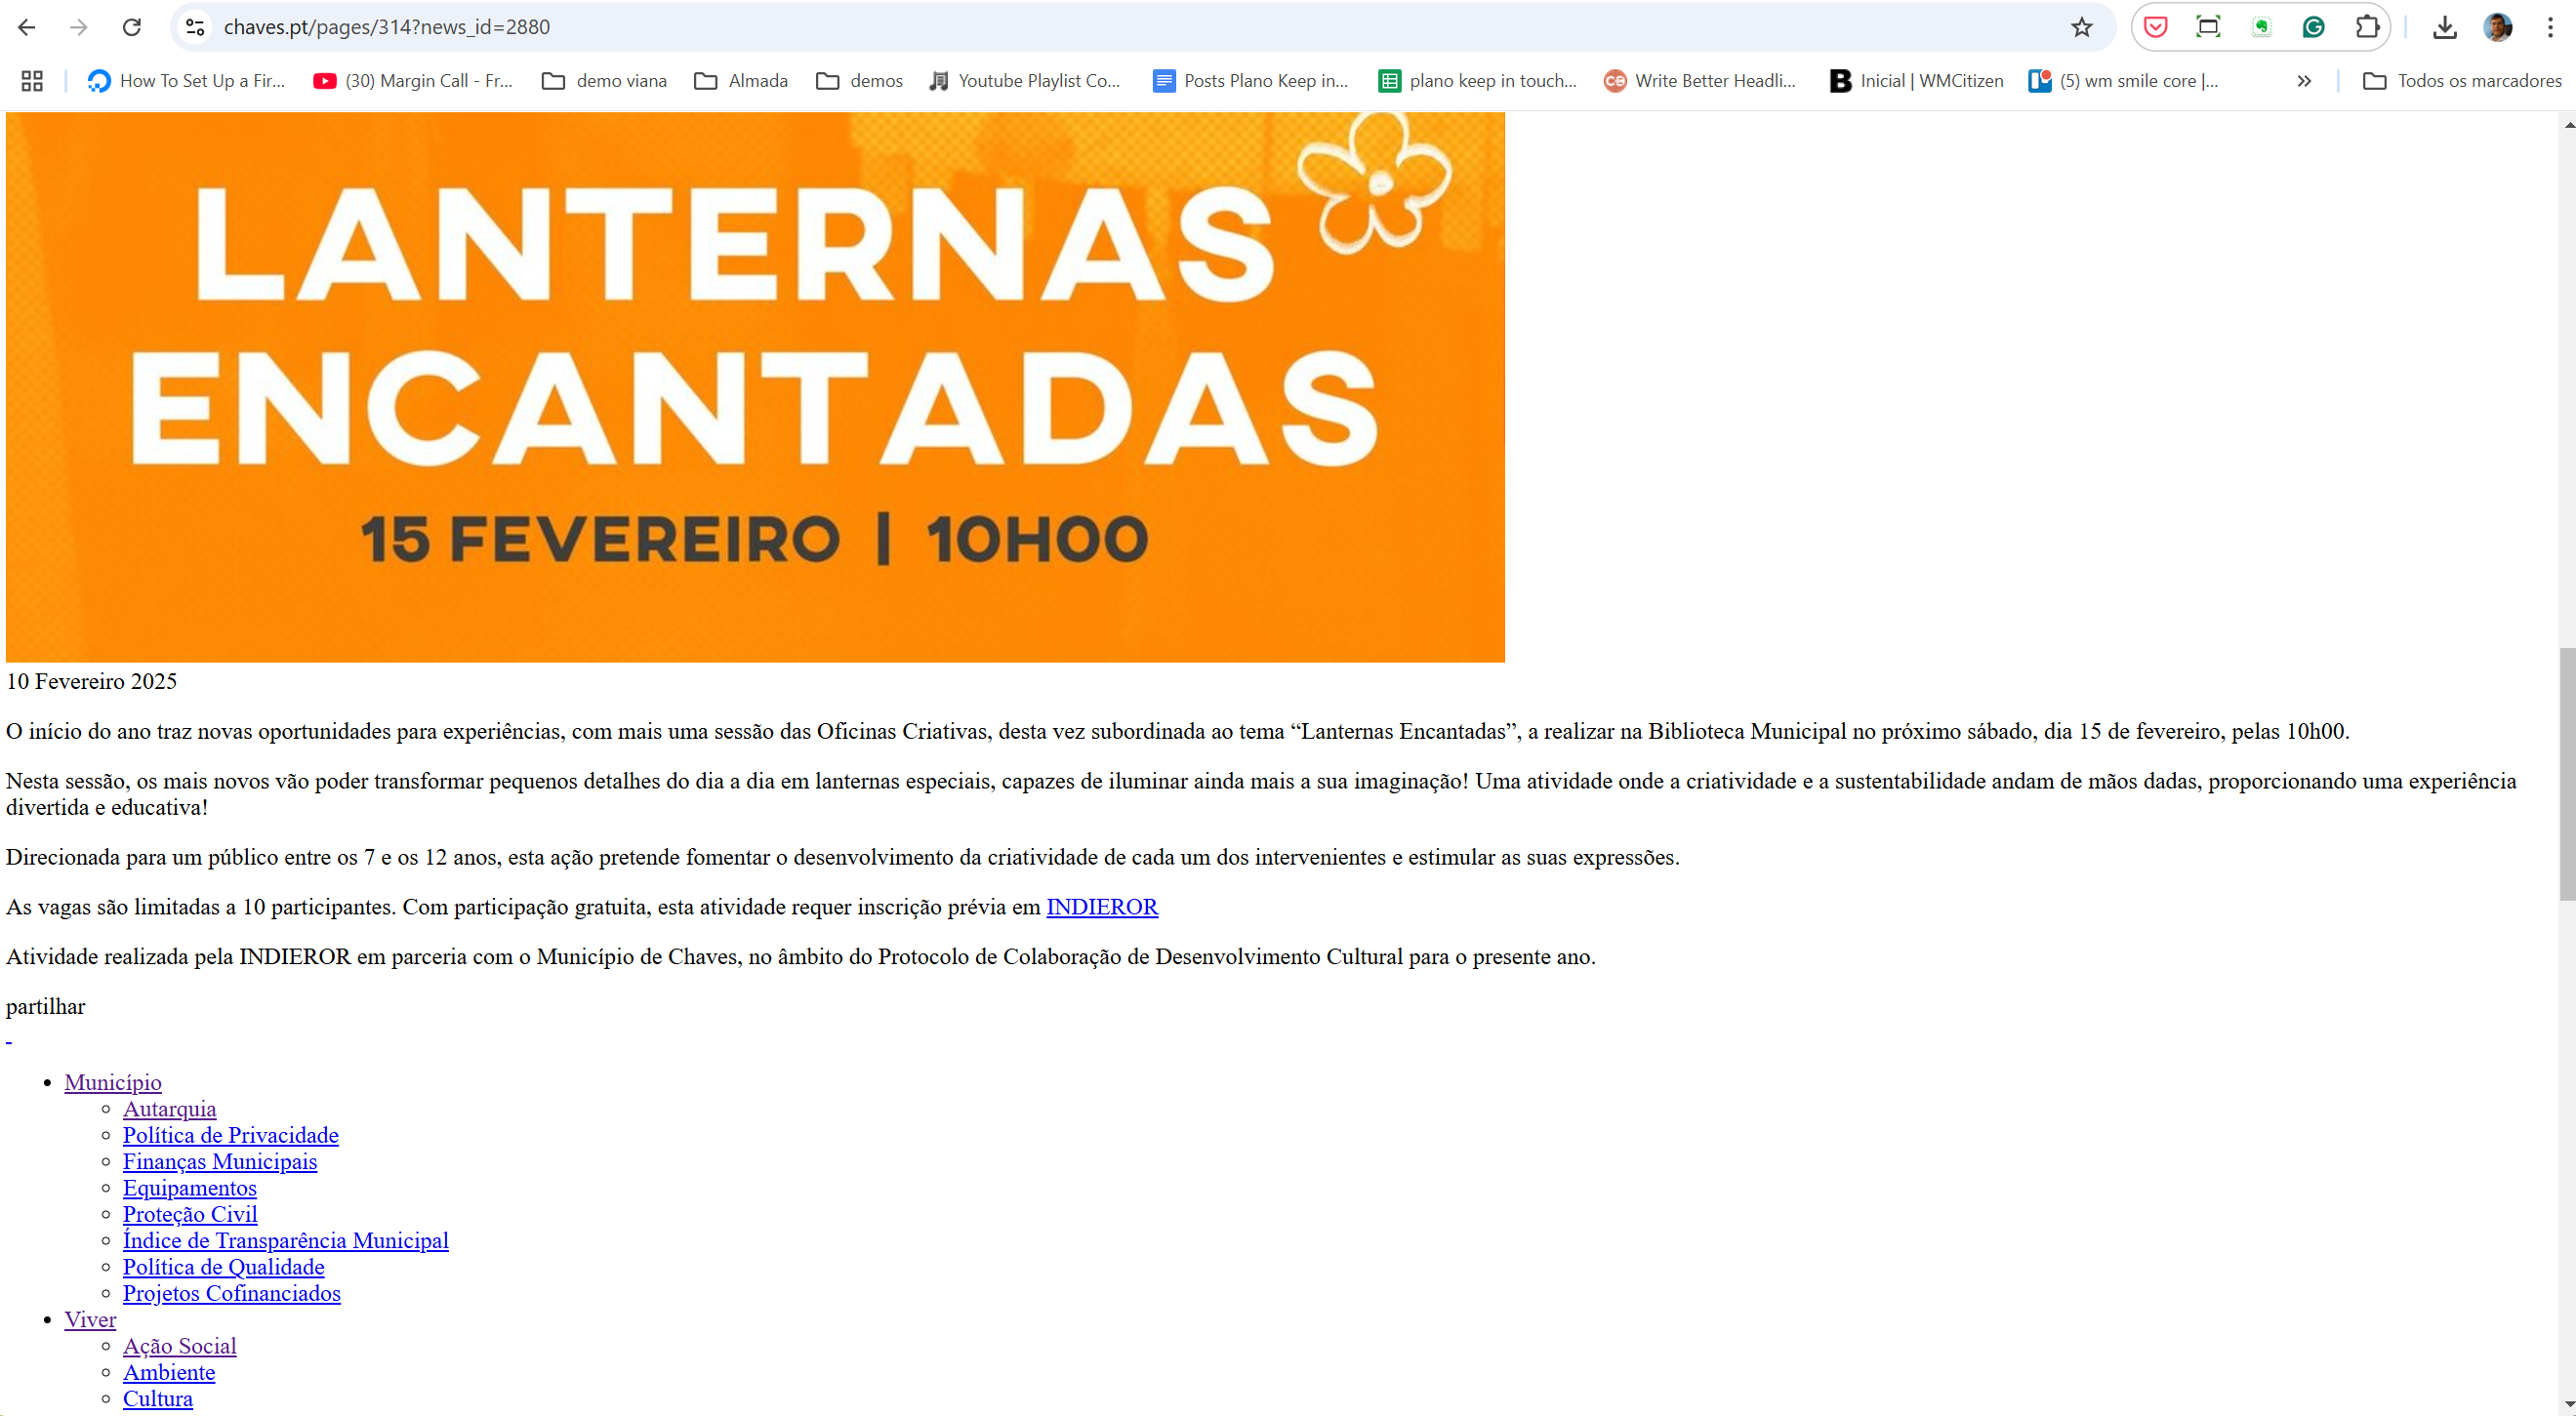 chaves.pt/pages/314?news_id=2880
How To Set Up a Fir... (30) Margin Call - Fr... demo viana Almada demos Youtube Playlist Co... Posts Plano Keep in... plano keep in touch... Write Better Headli... Inicial | WMCitizen (5) wm smile core |... » Todos os marcadores
LANTERNAS
ENCANTADAS
15 FEVEREIRO | 10H00
10 Fevereiro 2025
O início do ano traz novas oportunidades para experiências, com mais uma sessão das Oficinas Criativas, desta vez subordinada ao tema “Lanternas Encantadas”, a realizar na Biblioteca Municipal no próximo sábado, dia 15 de fevereiro, pelas 10h00.
Nesta sessão, os mais novos vão poder transformar pequenos detalhes do dia a dia em lanternas especiais, capazes de iluminar ainda mais a sua imaginação! Uma atividade onde a criatividade e a sustentabilidade andam de mãos dadas, proporcionando uma experiência
divertida e educativa!
Direcionada para um público entre os 7 e os 12 anos, esta ação pretende fomentar o desenvolvimento da criatividade de cada um dos intervenientes e estimular as suas expressões.
As vagas são limitadas a 10 participantes. Com participação gratuita, esta atividade requer inscrição prévia em INDIEROR
Atividade realizada pela INDIEROR em parceria com o Município de Chaves, no âmbito do Protocolo de Colaboração de Desenvolvimento Cultural para o presente ano.
partilhar
Município
Autarquia
Política de Privacidade
Finanças Municipais
Equipamentos
Proteção Civil
Índice de Transparência Municipal
Política de Qualidade
Projetos Cofinanciados
Viver
Ação Social
Ambiente
Cultura